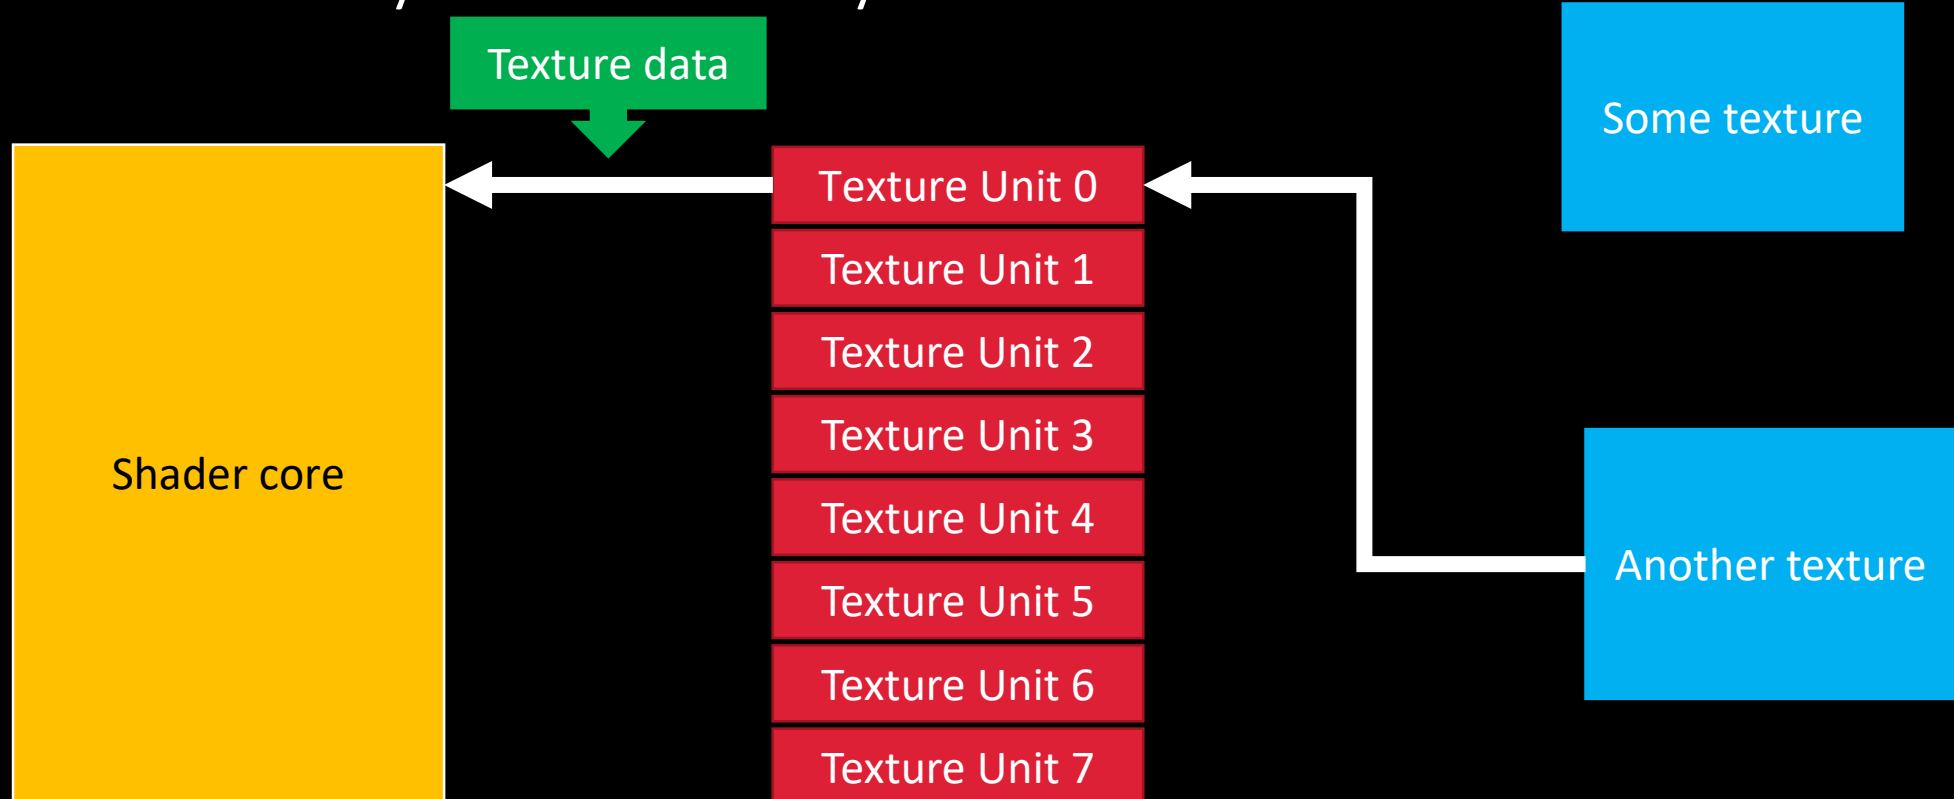 Texture data
Some texture
Texture Unit 0
Texture Unit 1
Texture Unit 2
Texture Unit 3
Shader core
Texture Unit 4
Another texture
Texture Unit 5
Texture Unit 6
Texture Unit 7